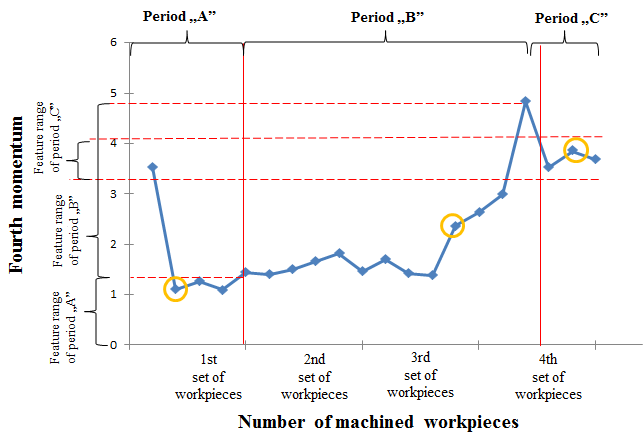 Period „A”
Period „B”
Period „C”
6
5
4
3
2
1
0
Fourth momentum
Feature range
of period „C”
Feature range
of period „B”
Feature range
of period „A”
1st
set of
workpieces
2nd
set of
workpieces
3rd
set of
workpieces
4th
set of
workpieces
Number of machined workpieces